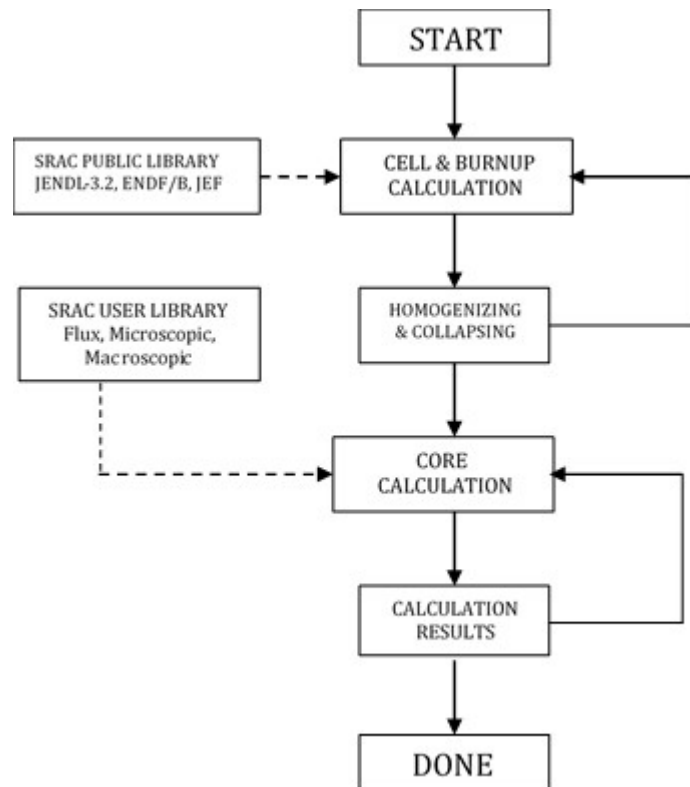 START
SRAC PUBLIC LIBRARY
JENDL-3.2, ENDF/B, JEF
CELL & BURNUP
CALCULATION
SRAC USER LIBRARY
Flux, Microscopic,
Macroscopic
HOMOGENIZING
& COLLAPSING
CORE
CALCULATION
CALCULATION
RESULTS
DONE